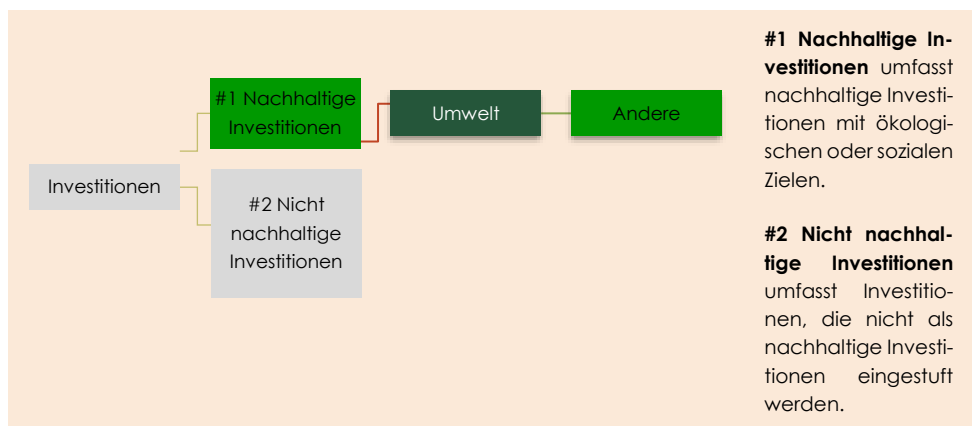 Investitionen
#1 Nachhaltige
Investitionen
#2 Nicht
nachhaltige
Investitionen
Umwelt
Andere
#1 Nachhaltige In-
vestitionen umfasst
nachhaltige Investi-
tionen mit ökologi-
schen oder sozialen
Zielen.
#2 Nicht nachhal-
tige Investitionen
umfasst Investitio-
nen, die nicht als
nachhaltige Investi-
tionen eingestuft
werden.